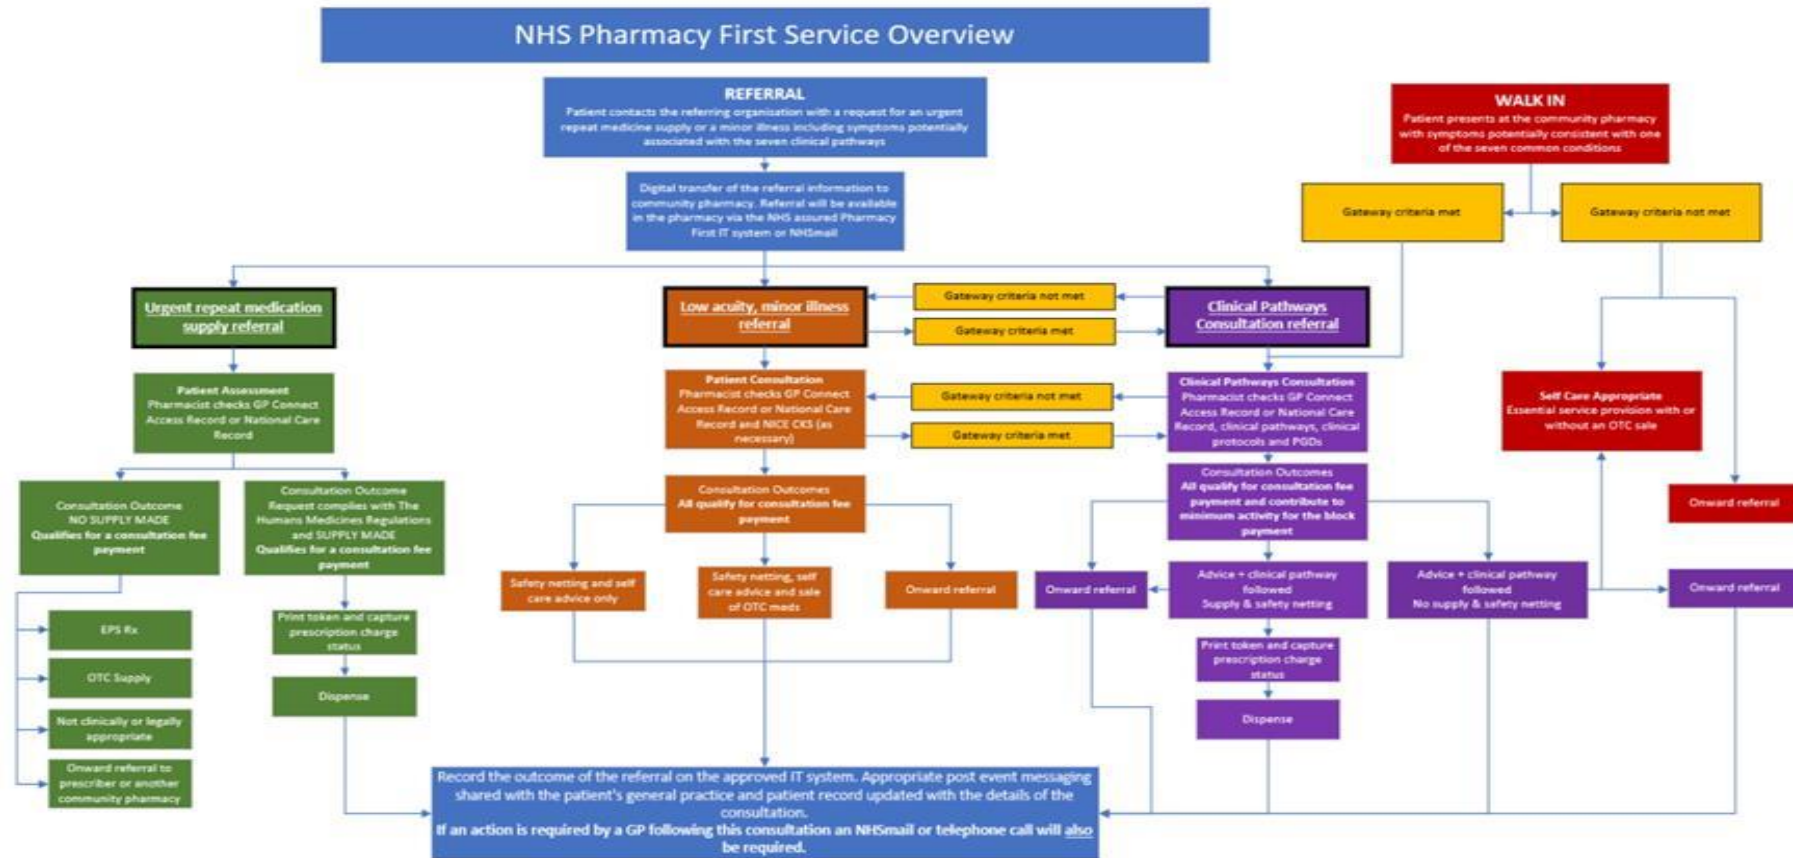 NHS Pharmacy First Service Overview
REFERRAL
Patient contacts the referring organisation with a request for an urgent
repeat medicine supply or a minor illness including symptoms potentially
associated with the seven clinical pathways
WALK IN
Patient presents at the community pharmacy
with symptoms potentially consistent with one
of the seven common conditions
Digital transfer of the referral information to
community pharmacy. Referral will be available
in the pharmacy via the NHS assured Pharmacy
First IT system or NHSmail
Gateway criteria met
Gateway criteria not met
Urgent repeat medication
supply referral
Low acuity, minor illness
referral
Gateway criteria not met
Gateway criteria met
Clinical Pathways
Consultation referral
Patient Assessment
Pharmacist checks GP Connect
Access Record or National Care
Record
Patient Consultation
Pharmacist checks GP Connect
Access Record or National Care
Record and NICE CKS (as
necessary)
Gateway criteria not met
Gateway criteria met
Clinical Pathways Consultation
Pharmacist checks GP Connect
Access Record or National Care
Record, clinical pathways, clinical
protocols and PGDs
Self Care Appropriate
Essential service provision with or
without an OTC sale
Consultation Outcome
NO SUPPLY MADE
Qualifies for a consultation fee
payment
Consultation Outcome
Request complies with The
Humans Medicines Regulations
and SUPPLY MADE
Qualifies for a consultation fee
payment
Consultation Outcomes
All qualify for consultation fee
payment
Consultation Outcomes
All qualify for consultation fee
payment and contribute to
minimum activity for the block
payment
Onward referral
Safety netting and self
care advice only
Safety netting, self
care advice and sale
of OTC meds
Onward referral
Onward referral
Advice + clinical pathway
followed
Supply & safety netting
Advice + clinical pathway
followed
No supply & safety netting
Onward referral
EPS Rx
OTC Supply
Not clinically or legally
appropriate
Onward referral to
prescriber or another
community pharmacy
Print token and capture
prescription charge
status
Dispense
Print token and capture
prescription charge
status
Dispense
Record the outcome of the referral on the approved IT system. Appropriate post event messaging
shared with the patient's general practice and patient record updated with the details of the
consultation.
If an action is required by a GP following this consultation an NHSmail or telephone call will also
be required.